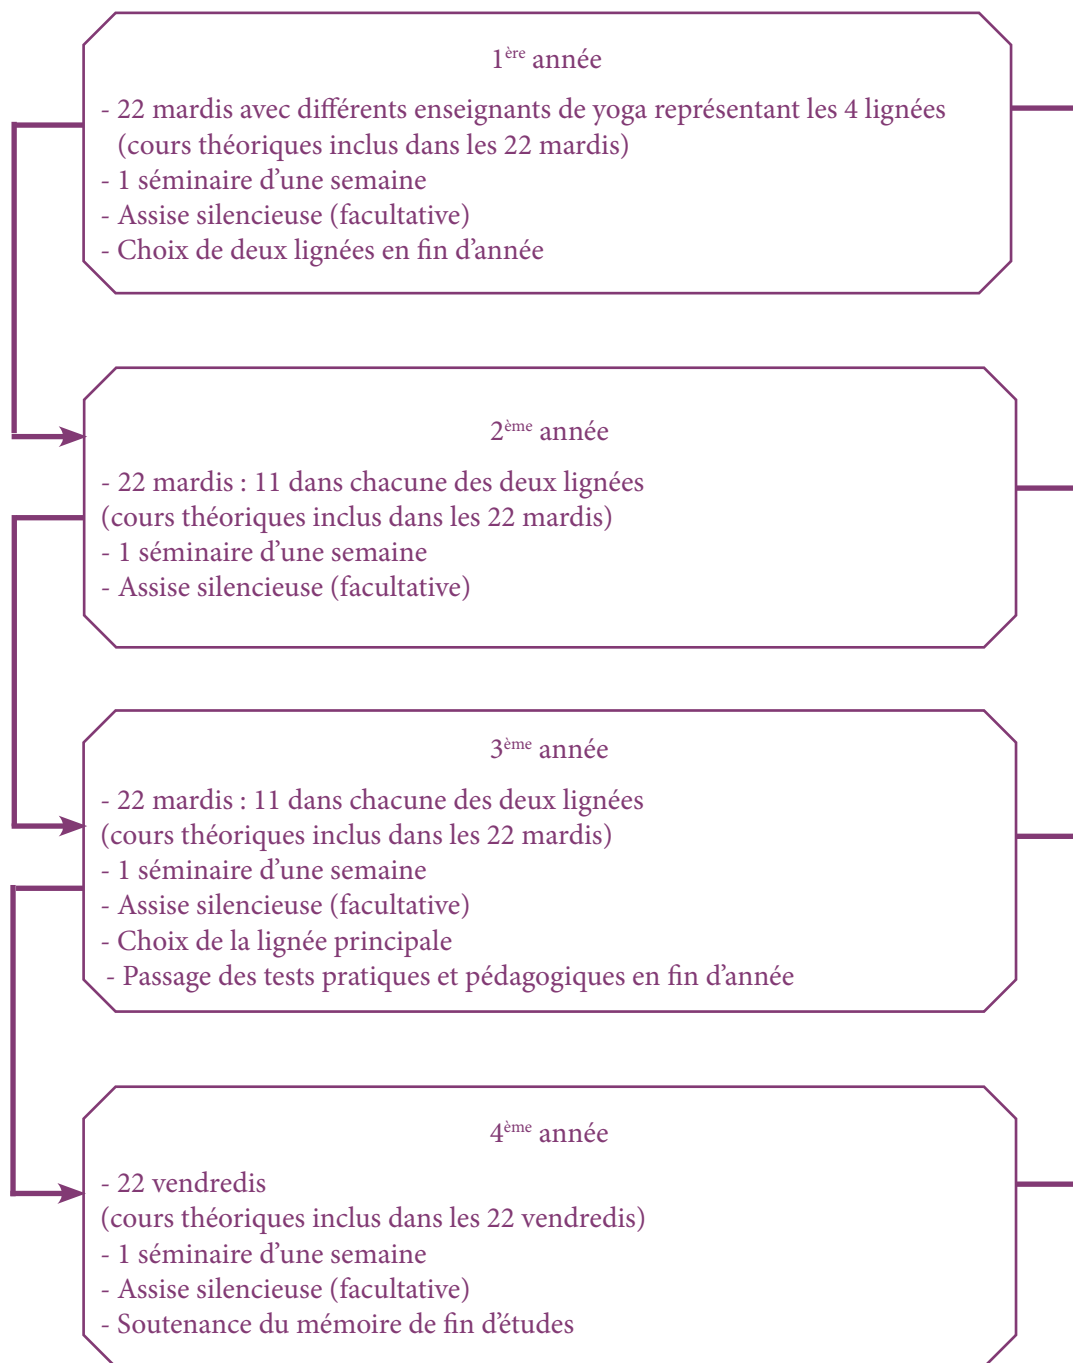 1ère année
- 22 mardis avec différents enseignants de yoga représentant les 4 lignées
(cours théoriques inclus dans les 22 mardis)
- 1 séminaire d'une semaine
- Assise silencieuse (facultative)
- Choix de deux lignées en fin d'année
2ème année
- 22 mardis : 11 dans chacune des deux lignées
(cours théoriques inclus dans les 22 mardis)
- 1 séminaire d'une semaine
- Assise silencieuse (facultative)
3ème année
- 22 mardis : 11 dans chacune des deux lignées
(cours théoriques inclus dans les 22 mardis)
- 1 séminaire d'une semaine
- Assise silencieuse (facultative)
- Choix de la lignée principale
- Passage des tests pratiques et pédagogiques en fin d'année
4ème année
- 22 vendredis
(cours théoriques inclus dans les 22 vendredis)
- 1 séminaire d'une semaine
- Assise silencieuse (facultative)
- Soutenance du mémoire de fin d'études